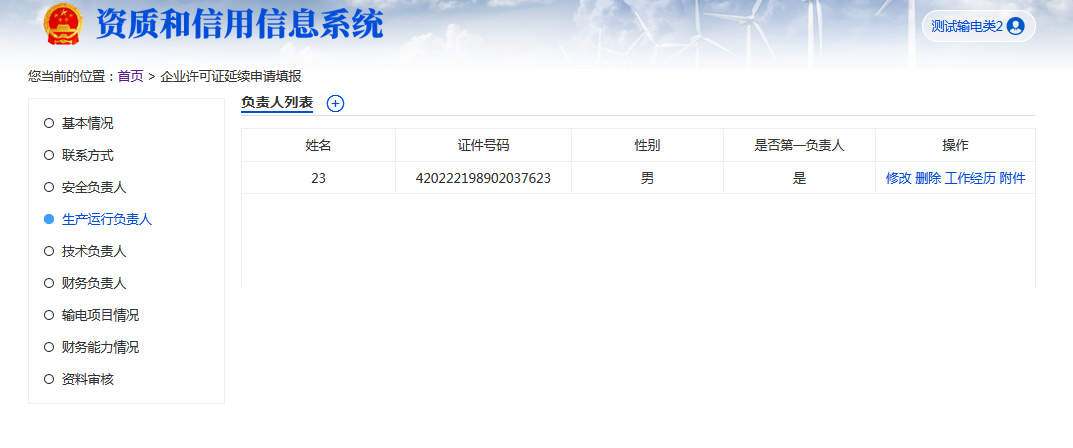 资质和信用信息系统
测试输电类2
您当前的位置：首页 > 企业许可证延续申请填报
基本情况
联系方式
安全负责人
生产运行负责人
技术负责人
财务负责人
输电项目情况
财务能力情况
资料审核
负责人列表
姓名 证件号码 性别 是否第一负责人 操作
23 420222198902037623 男 是 修改 删除 工作经历 附件